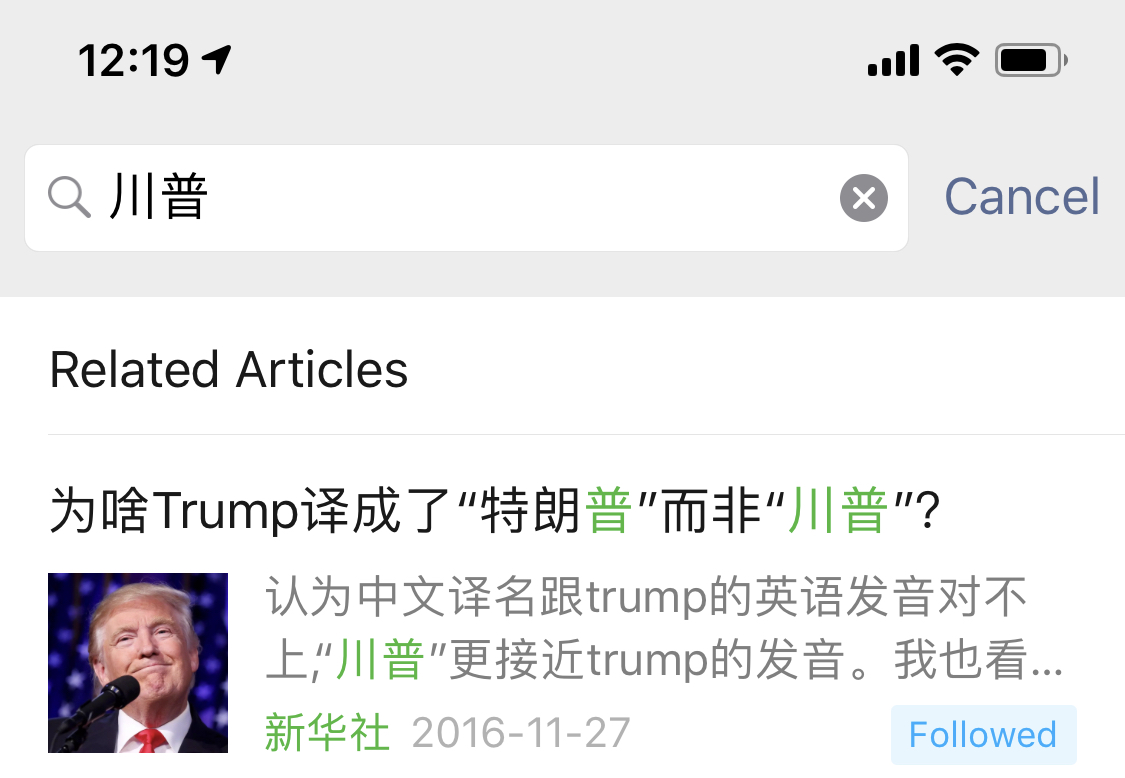 12:19
川普
Cancel
Related Articles
为啥Trump译成了“特朗普”而非“川普”?
认为中文译名跟trump的英语发音对不
上,“川普”更接近trump的发音。我也看...
新华社 2016-11-27
Followed